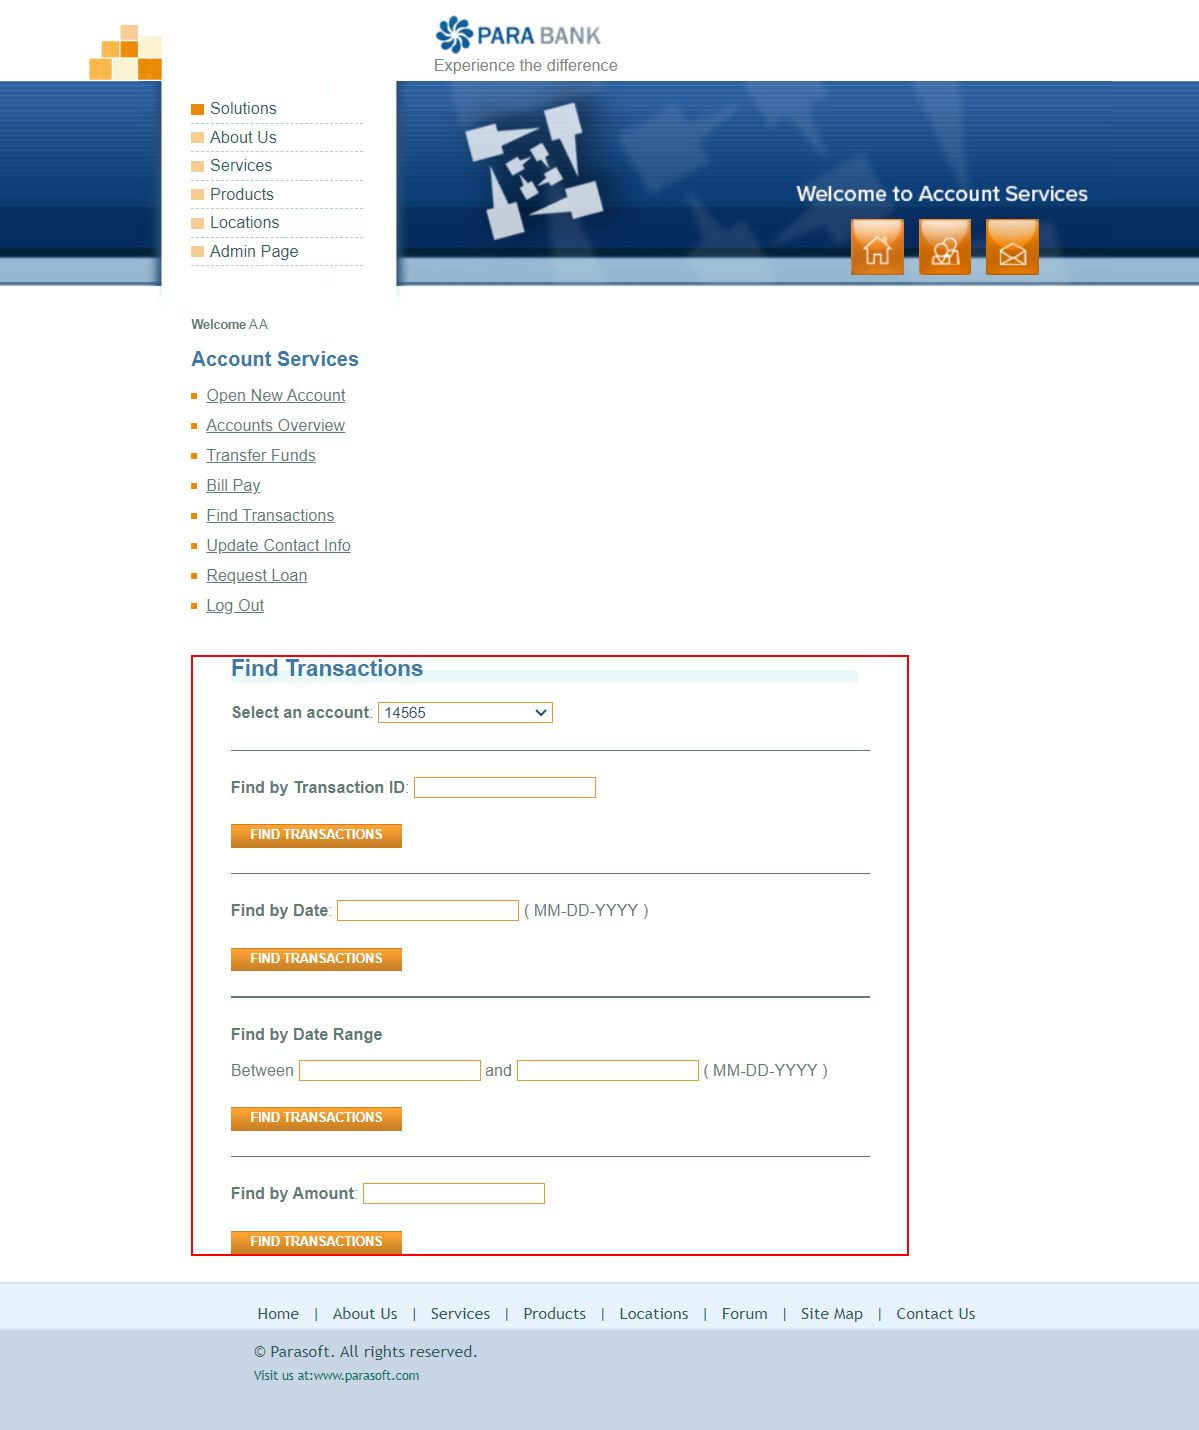 PARA BANK
Experience the difference
Solutions
About Us
Services
Products
Locations
Admin Page
Welcome to Account Services
Welcome A A
Account Services
Open New Account
Accounts Overview
Transfer Funds
Bill Pay
Find Transactions
Update Contact Info
Request Loan
Log Out
Find Transactions
Select an account: 14565
Find by Transaction ID:
FIND TRANSACTIONS
Find by Date: ( MM-DD-YYYY )
FIND TRANSACTIONS
Find by Date Range
Between and ( MM-DD-YYYY )
FIND TRANSACTIONS
Find by Amount:
FIND TRANSACTIONS
Home | About Us | Services | Products | Locations | Forum | Site Map | Contact Us
© Parasoft. All rights reserved.
Visit us at:www.parasoft.com